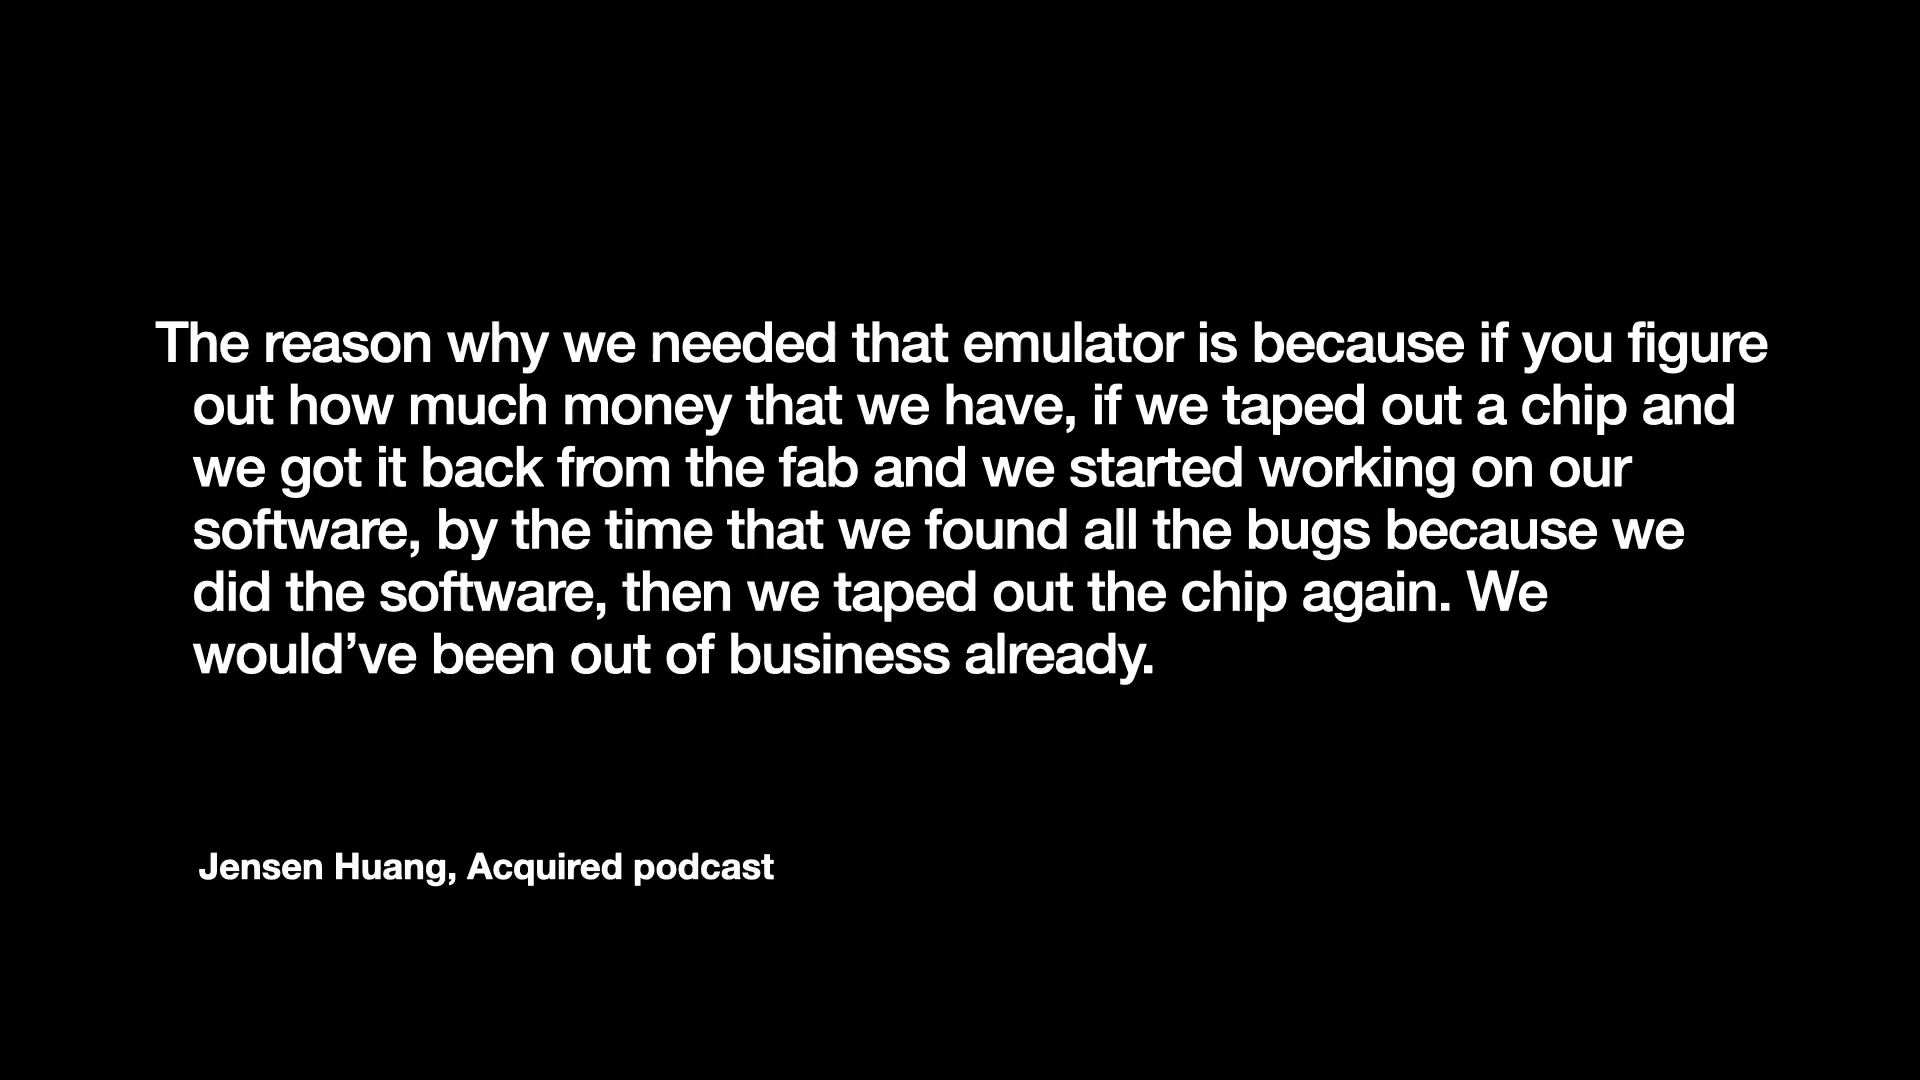 The reason why we needed that emulator is because if you figure
out how much money that we have, if we taped out a chip and
we got it back from the fab and we started working on our
software, by the time that we found all the bugs because we
did the software, then we taped out the chip again. We
would’ve been out of business already.
Jensen Huang, Acquired podcast